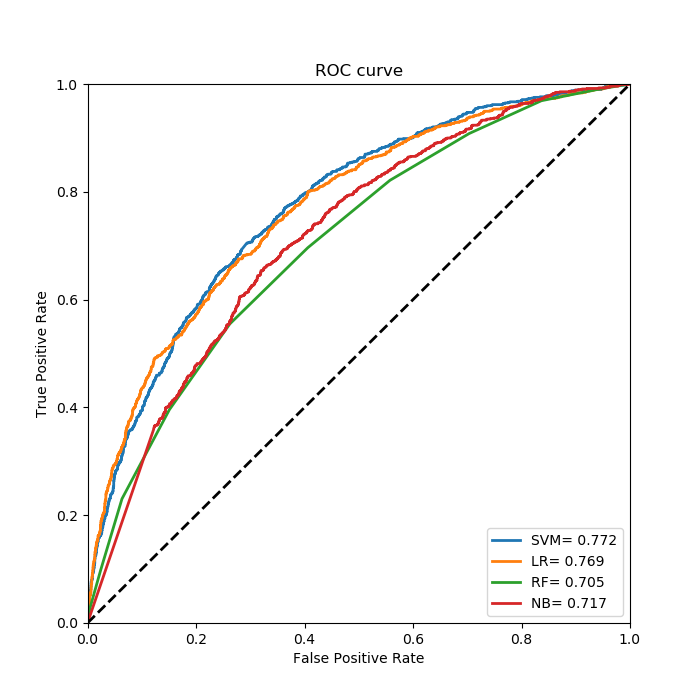 ROC curve
1.0
0.8
0.6
0.4
0.2
0.0
True Positive Rate
0.0 0.2 0.4 0.6 0.8 1.0
False Positive Rate
SVM= 0.772
LR= 0.769
RF= 0.705
NB= 0.717